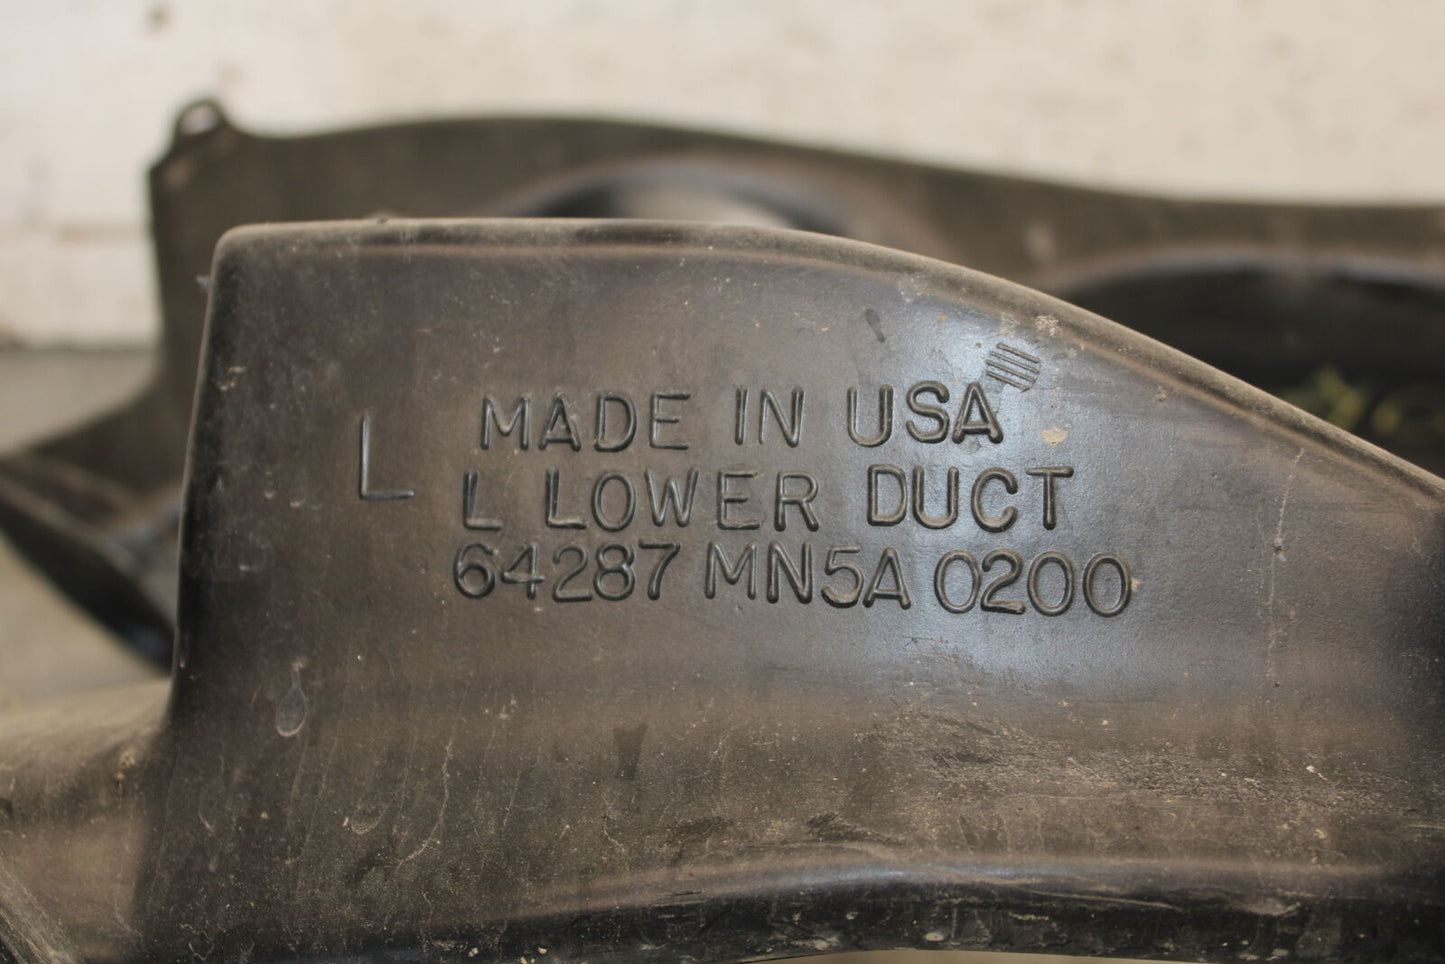 MADE IN USA
L
L LOWER DUCT
64287 MN5A 0200